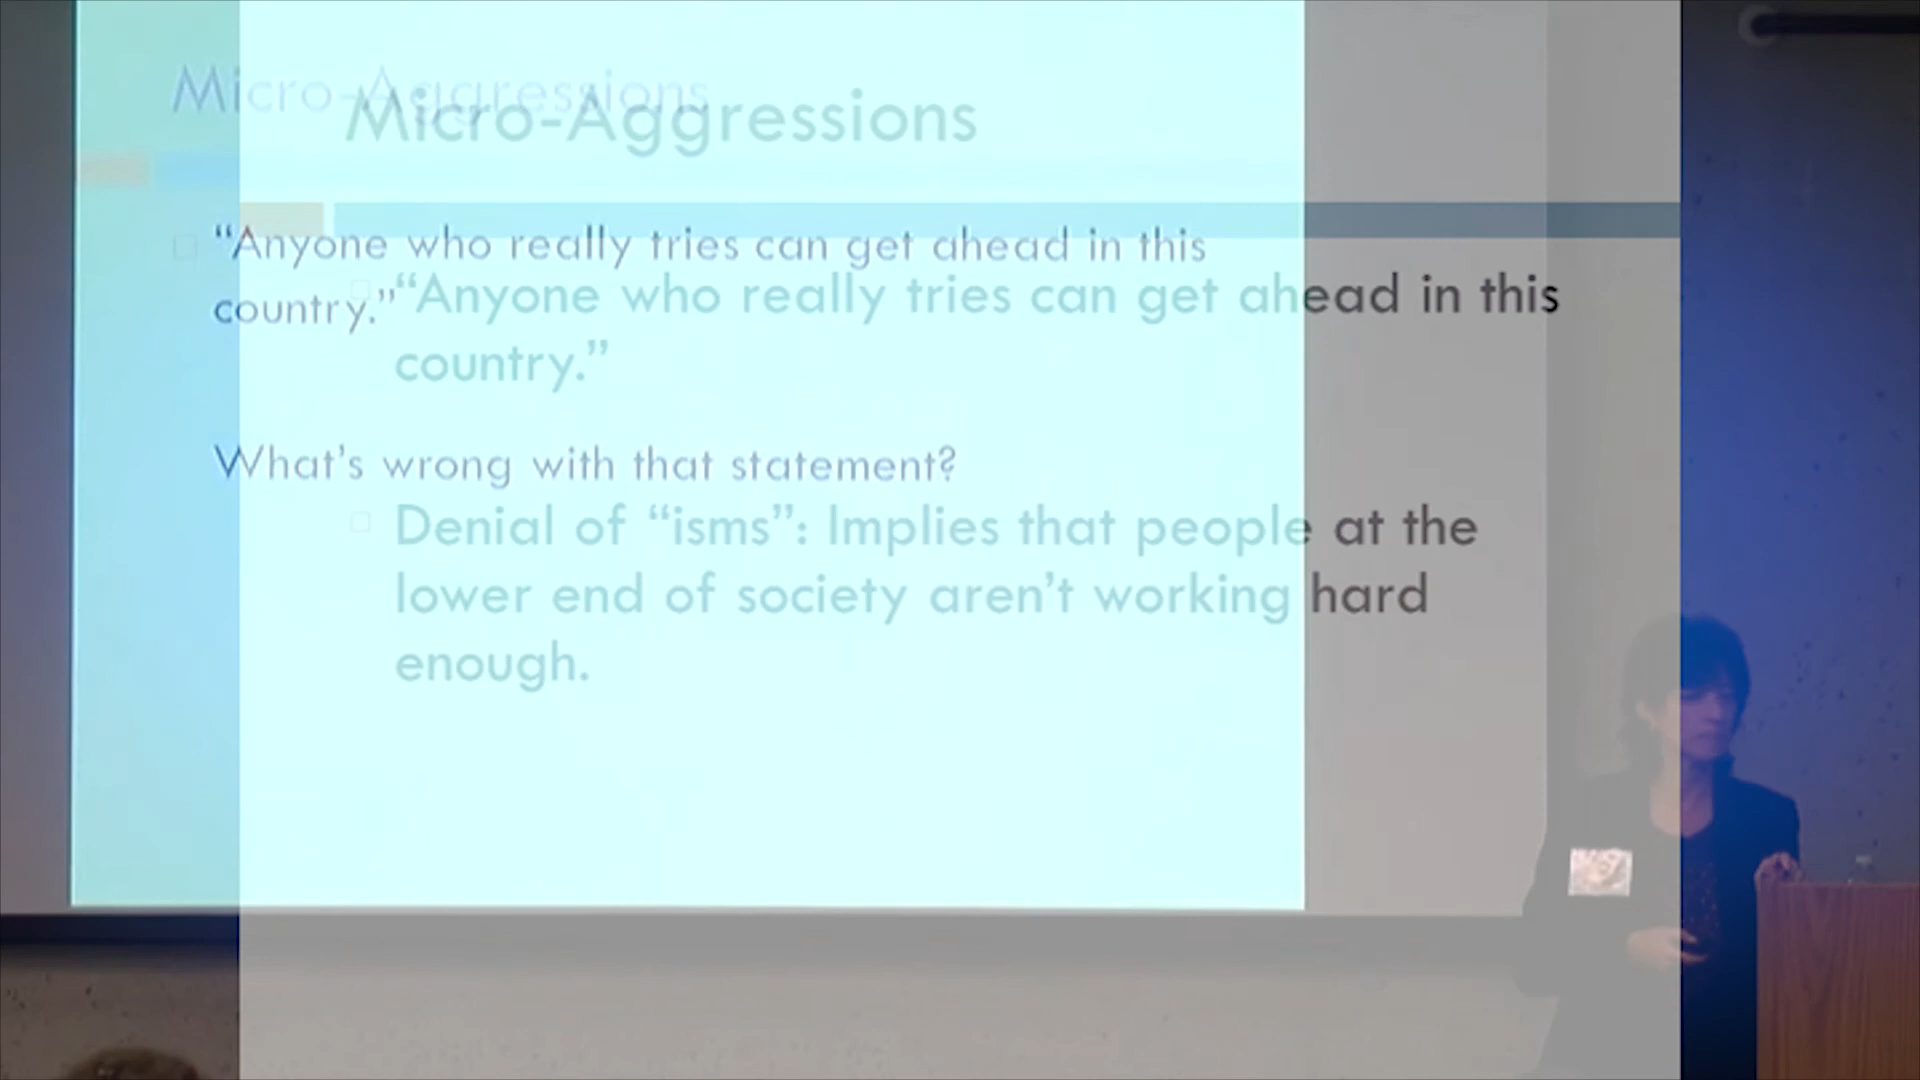 Micro-Aggressions
“Anyone who really tries can get ahead in this
country.”
What’s wrong with that statement?
Micro-Aggressions
“Anyone who really tries can get ahead in this
country.”
Denial of “isms”: Implies that people at the
lower end of society aren’t working hard
enough.